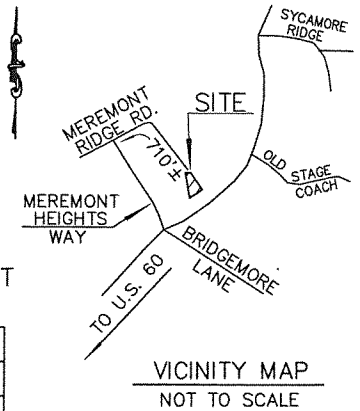 SYCAMORE
RIDGE
SITE
MEREMONT
RIDGE RD.
710'±
OLD
STAGE
COACH
MEREMONT
HEIGHTS
WAY
BRIDGEMORE
LANE
T
TO U.S. 60
VICINITY MAP
NOT TO SCALE